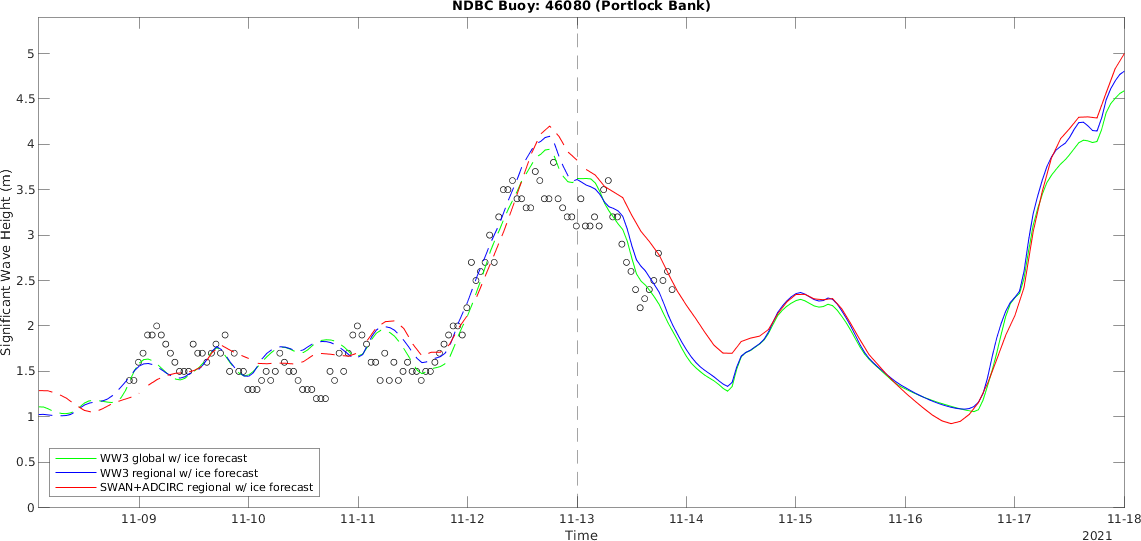 NDBC Buoy: 46080 (Portlock Bank)
5
4.5
4
3.5
3
2.5
2
1.5
1
0.5
0
Significant Wave Height (m)
WW3 global w/ ice forecast
WW3 regional w/ ice forecast
SWAN+ADCIRC regional w/ ice forecast
11-09 11-10 11-11 11-12 11-13 11-14 11-15 11-16 11-17 11-18
Time
2021